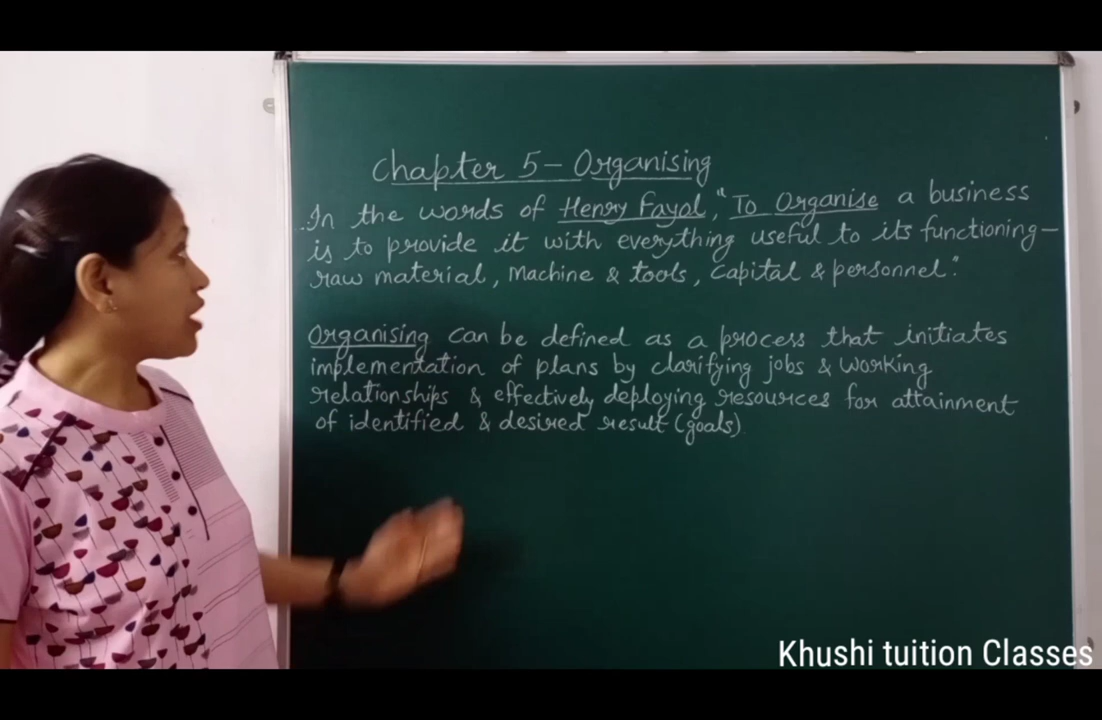 Chapter 5 - Organising
In the words of Henry Fayol, "To Organise a business
is to provide it with everything useful to its functioning -
raw material, Machine & tools, Capital & personnel".
Organising can be defined as a process that initiates
implementation of plans by clarifying jobs & working
relationships & effectively deploying resources for attainment
of identified & desired result (goals).
Khushi tuition Classes